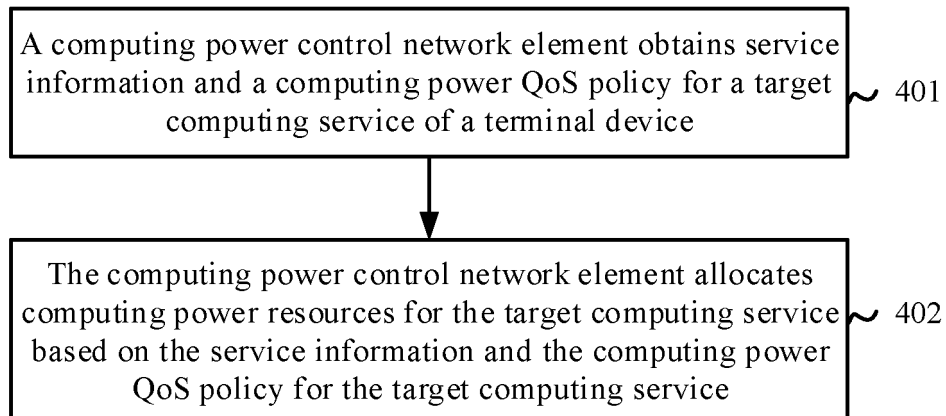 A computing power control network element obtains service
information and a computing power QoS policy for a target
computing service of a terminal device
401
The computing power control network element allocates
computing power resources for the target computing service
based on the service information and the computing power
QoS policy for the target computing service
402